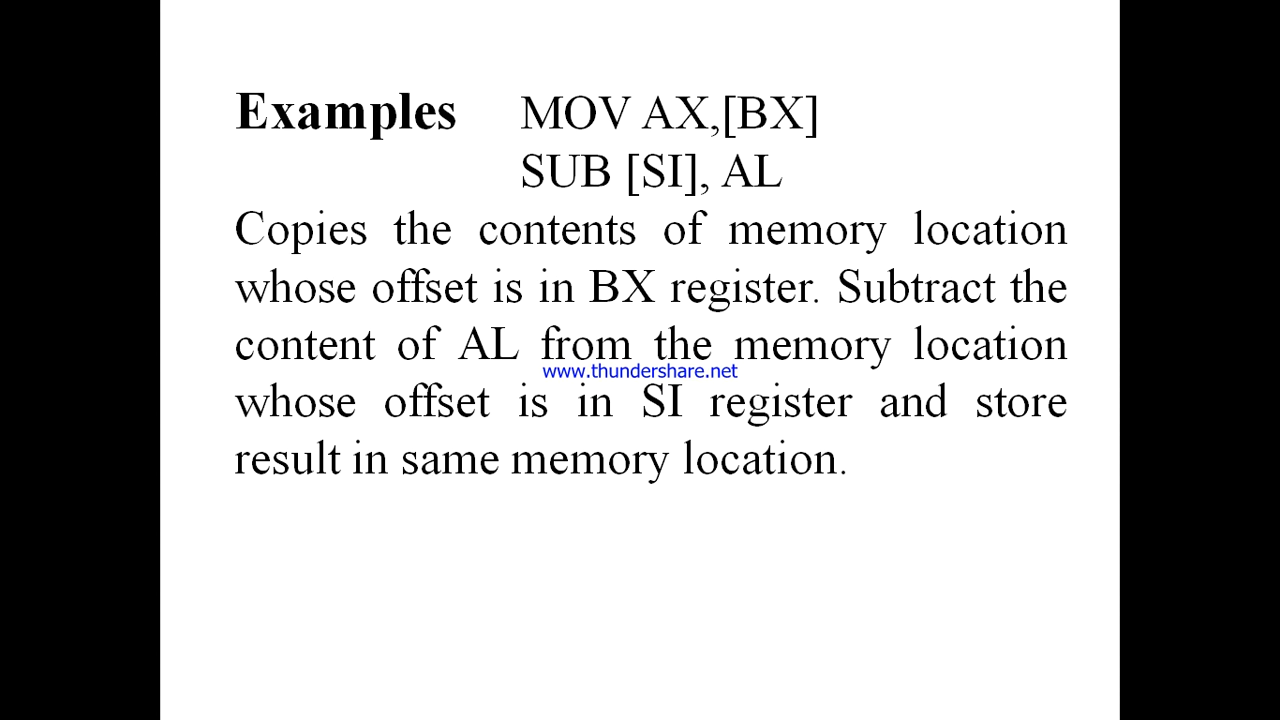 Examples MOV AX,[BX]
SUB [SI], AL
Copies the contents of memory location
whose offset is in BX register. Subtract the
content of AL from the memory location
www.thundershare.net
whose offset is in SI register and store
result in same memory location.